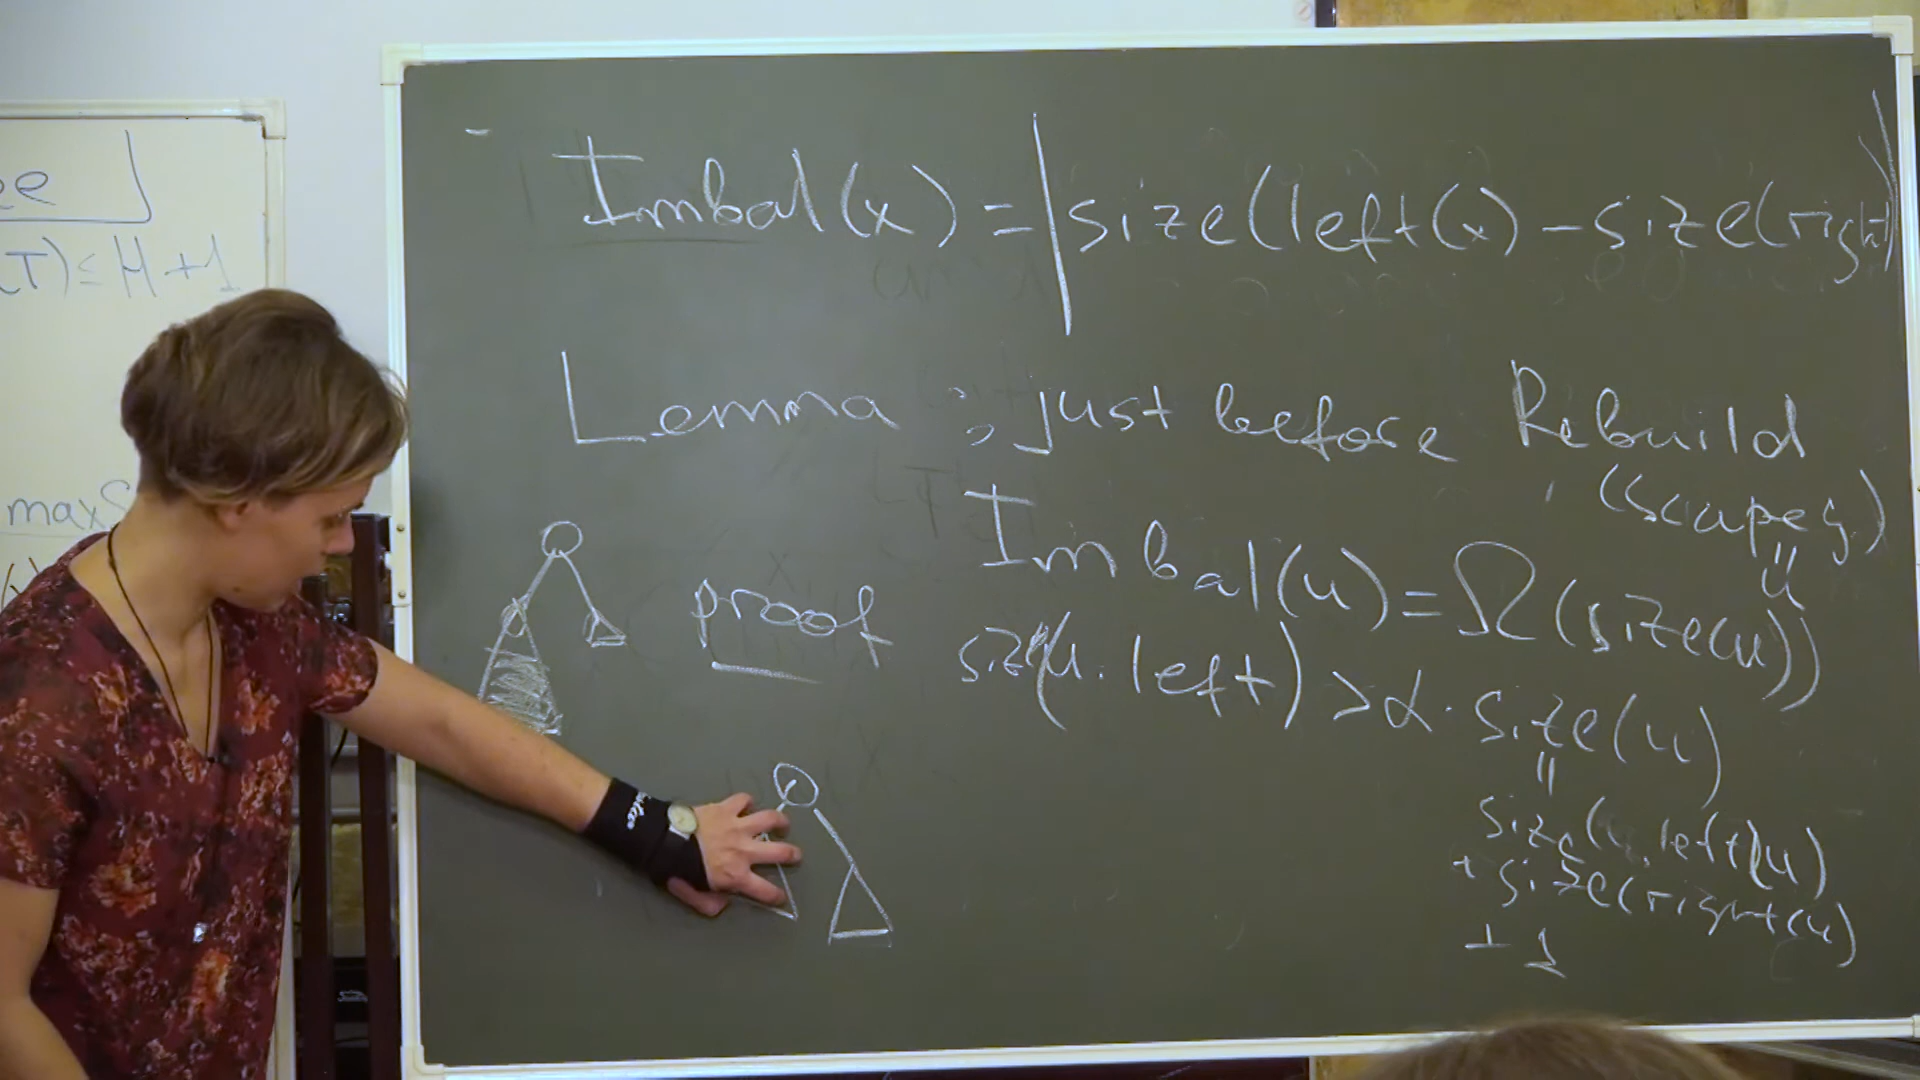 ee
T) ≤ H + 1
maxS
Imbal(x) = |size(left(x) - size(right)|
Lemma : just before Rebuild
(scapeg)
=
u
Imbal(u) = Ω(size(u))
proof
size(u.left) > α · size(u)
=
size(u.left)(u)
+ size(right(u)
+ 1